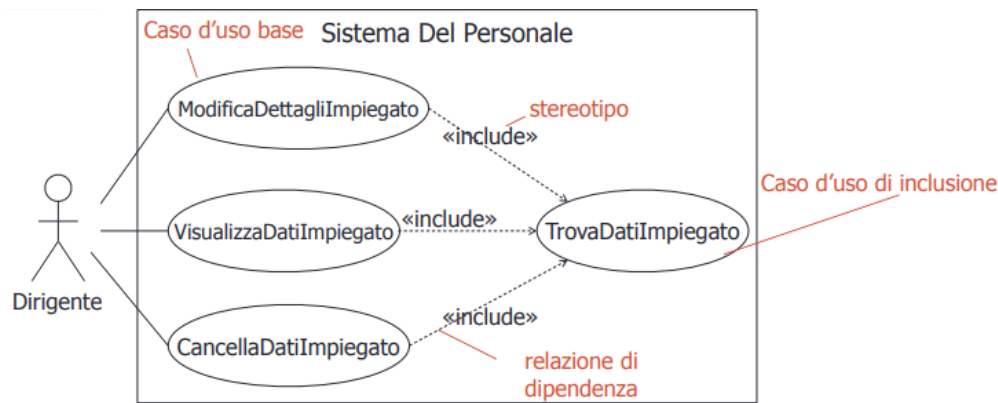 Caso d'uso base
Sistema Del Personale
ModificaDettagliImpiegato
stereotipo
«include»
Caso d'uso di inclusione
VisualizzaDatiImpiegato
«include»
TrovaDatiImpiegato
Dirigente
«include»
CancellaDatiImpiegato
relazione di
dipendenza